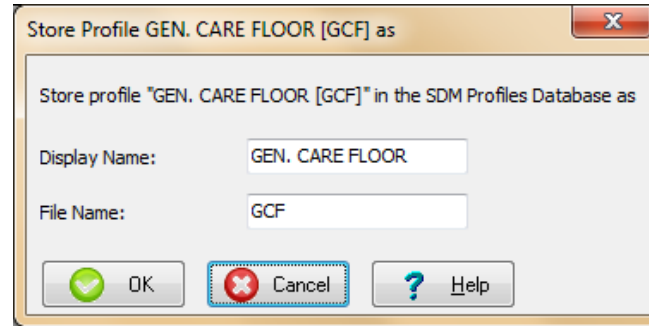 Store Profile GEN. CARE FLOOR [GCF] as
Store profile "GEN. CARE FLOOR [GCF]" in the SDM Profiles Database as
Display Name: GEN. CARE FLOOR
File Name: GCF
OK Cancel Help